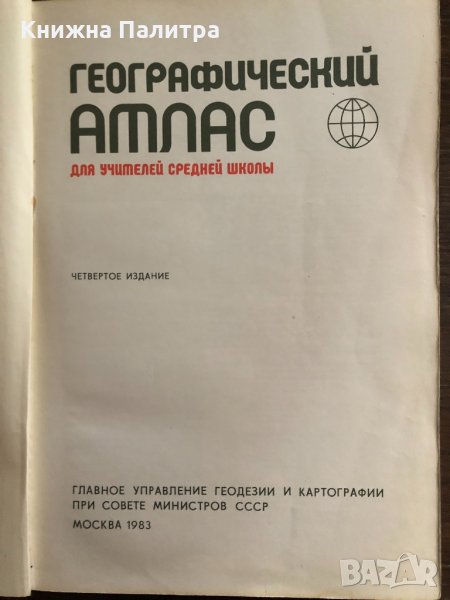 Книжна Палитра
ГЕОГРАФИЧЕСКИЙ
АТЛАС
ДЛЯ УЧИТЕЛЕЙ СРЕДНЕЙ ШКОЛЫ
ЧЕТВЕРТОЕ ИЗДАНИЕ
ГЛАВНОЕ УПРАВЛЕНИЕ ГЕОДЕЗИИ И КАРТОГРАФИИ
ПРИ СОВЕТЕ МИНИСТРОВ СССР
МОСКВА 1983
BAZAR